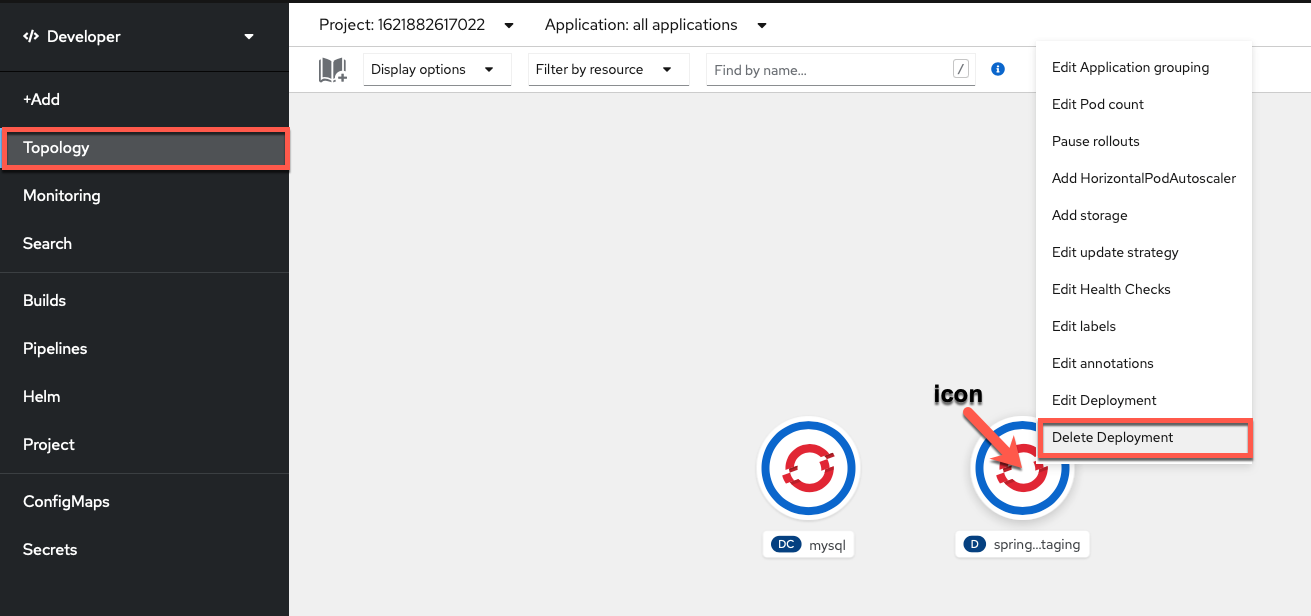 </> Developer
+Add
Topology
Monitoring
Search
Builds
Pipelines
Helm
Project
ConfigMaps
Secrets
Project: 1621882617022
Application: all applications
Display options
Filter by resource
Find by name...
/
i
Edit Application grouping
Edit Pod count
Pause rollouts
Add HorizontalPodAutoscaler
Add storage
Edit update strategy
Edit Health Checks
Edit labels
Edit annotations
Edit Deployment
Delete Deployment
icon
DC mysql
D spring...taging